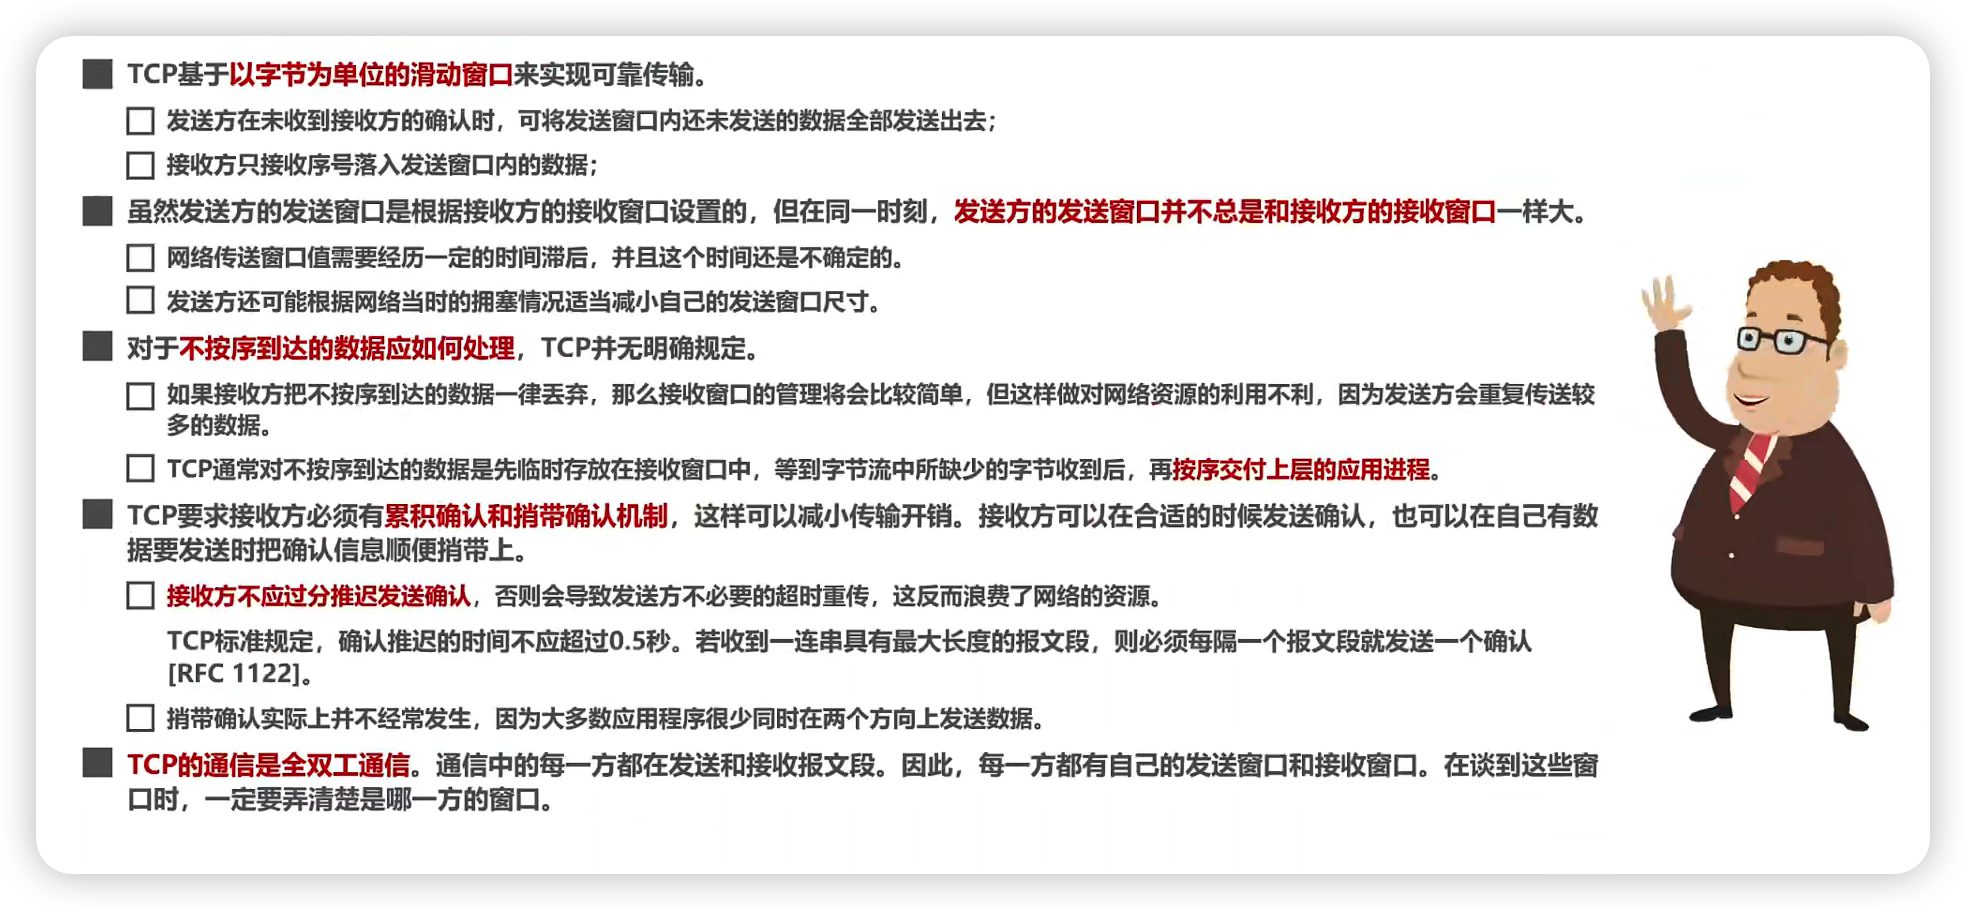 TCP基于以字节为单位的滑动窗口来实现可靠传输。
发送方在未收到接收方的确认时，可将发送窗口内还未发送的数据全部发送出去；
接收方只接收序号落入发送窗口内的数据；
虽然发送方的发送窗口是根据接收方的接收窗口设置的，但在同一时刻，发送方的发送窗口并不总是和接收方的接收窗口一样大。
网络传送窗口值需要经历一定的时间滞后，并且这个时间还是不确定的。
发送方还可能根据网络当时的拥塞情况适当减小自己的发送窗口尺寸。
对于不按序到达的数据应如何处理，TCP并无明确规定。
如果接收方把不按序到达的数据一律丢弃，那么接收窗口的管理将会比较简单，但这样做对网络资源的利用不利，因为发送方会重复传送较
多的数据。
TCP通常对不按序到达的数据是先临时存放在接收窗口中，等到字节流中所缺少的字节收到后，再按序交付上层的应用进程。
TCP要求接收方必须有累积确认和捎带确认机制，这样可以减小传输开销。接收方可以在合适的时候发送确认，也可以在自己有数
据要发送时把确认信息顺便捎带上。
接收方不应过分推迟发送确认，否则会导致发送方不必要的超时重传，这反而浪费了网络的资源。
TCP标准规定，确认推迟的时间不应超过0.5秒。若收到一连串具有最大长度的报文段，则必须每隔一个报文段就发送一个确认
[RFC 1122]。
捎带确认实际上并不经常发生，因为大多数应用程序很少同时在两个方向上发送数据。
TCP的通信是全双工通信。通信中的每一方都在发送和接收报文段。因此，每一方都有自己的发送窗口和接收窗口。在谈到这些窗
口时，一定要弄清楚是哪一方的窗口。